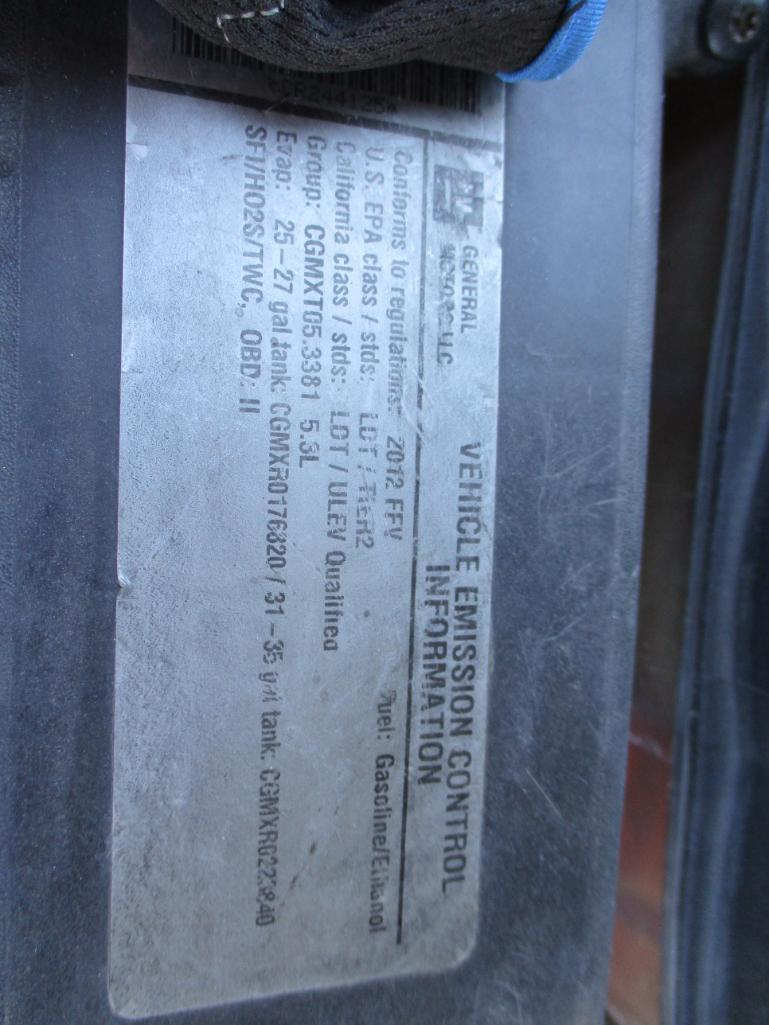 GM GENERAL
MOTORS LLC
VEHICLE EMISSION CONTROL
INFORMATION
Conforms to regulations: 2012 FFV
Fuel: Gasoline/Ethanol
U.S. EPA class / stds: LDT / TIER2
California class / stds: LDT / ULEV Qualified
Group: CGMXT05.3381 5.3L
Evap: 25-27 gal tank: CGMXR0176820 / 31-35 gal tank:
SFI/HO2S/TWC, OBD: II